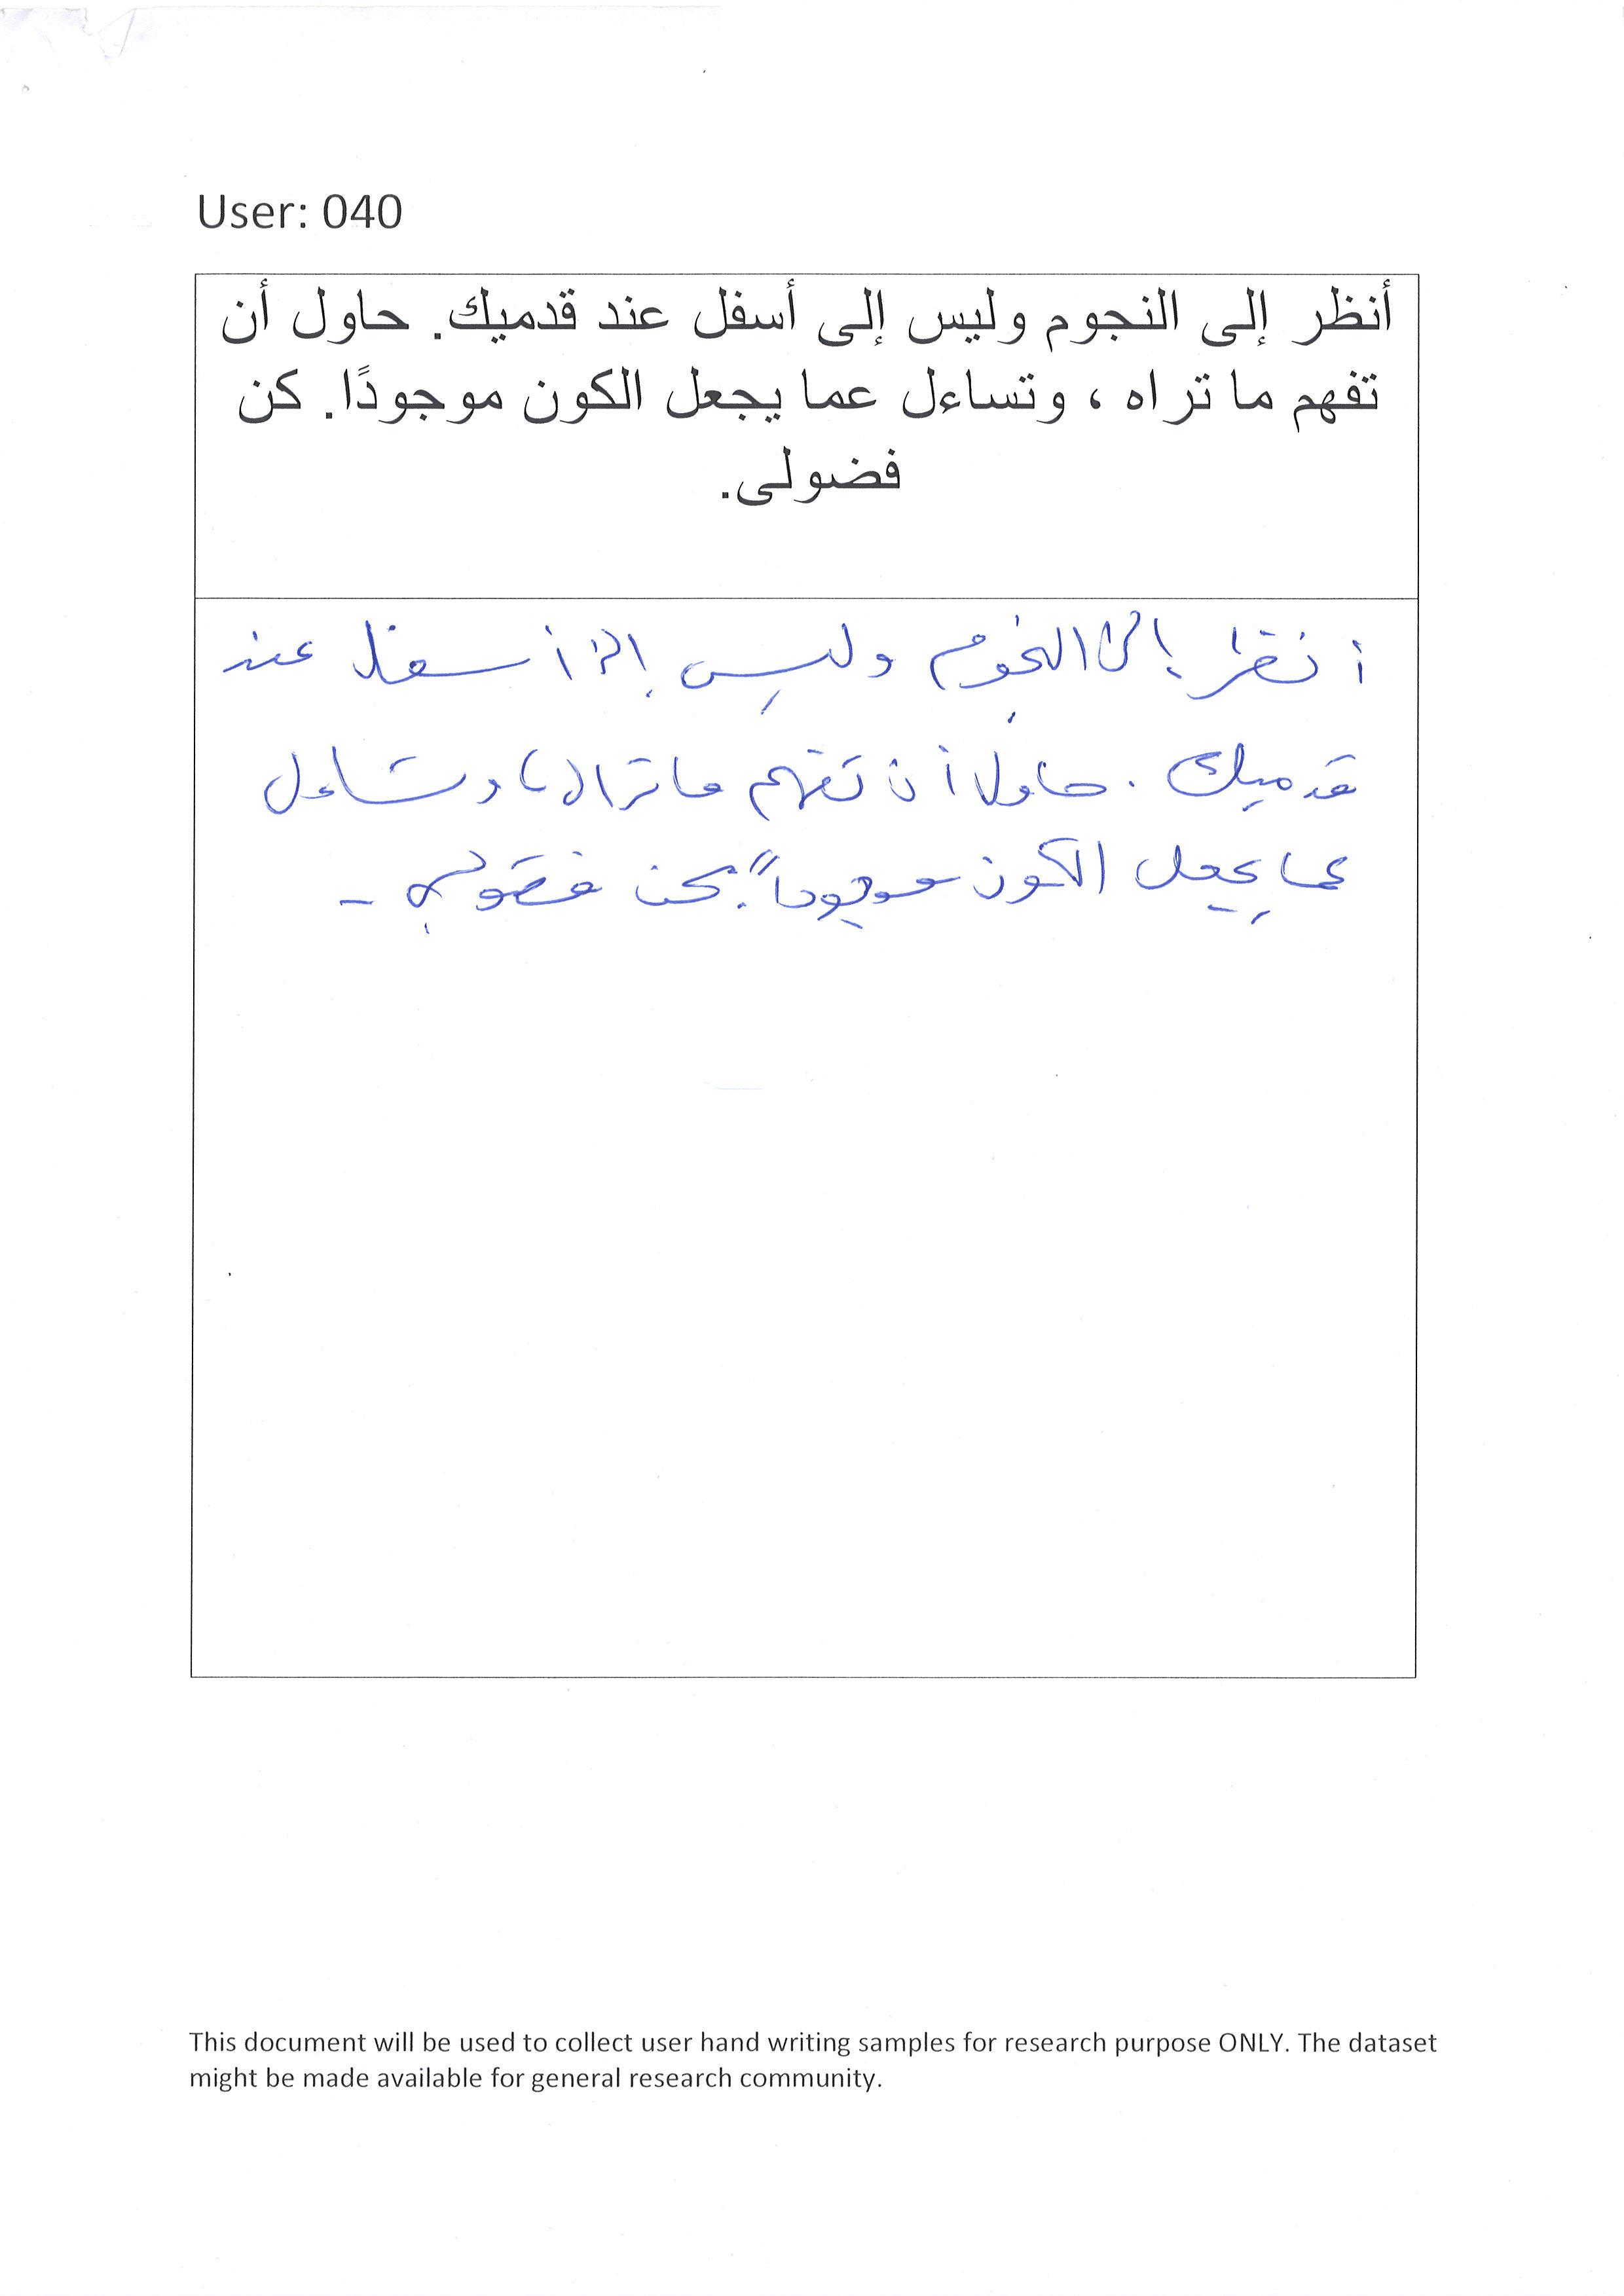 User: 040
أنظر إلى النجوم وليس إلى أسفل عند قدميك. حاول أن
تفهم ما تراه ، وتساءل عما يجعل الكون موجودًا. كن
فضولى.
أنظر إلى النجوم وليس إلى أسفل عند
قدميك . حاول أن تفهم ما تراه ، وتساءل
عما يجعل الكون موجوداً . كن فضولي -
This document will be used to collect user hand writing samples for research purpose ONLY. The dataset
might be made available for general research community.